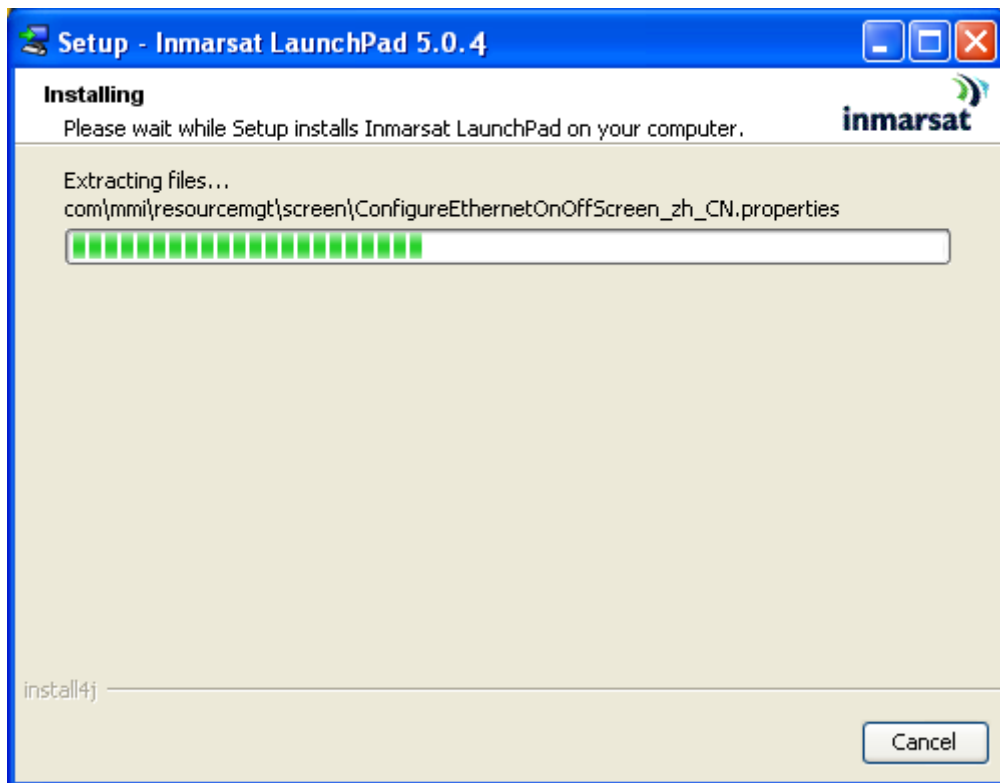 Setup - Inmarsat LaunchPad 5.0.4
Installing
Please wait while Setup installs Inmarsat LaunchPad on your computer.
inmarsat
Extracting files...
com\mmi\resourcemgt\screen\ConfigureEthernetOnOffScreen_zh_CN.properties
install4j
Cancel